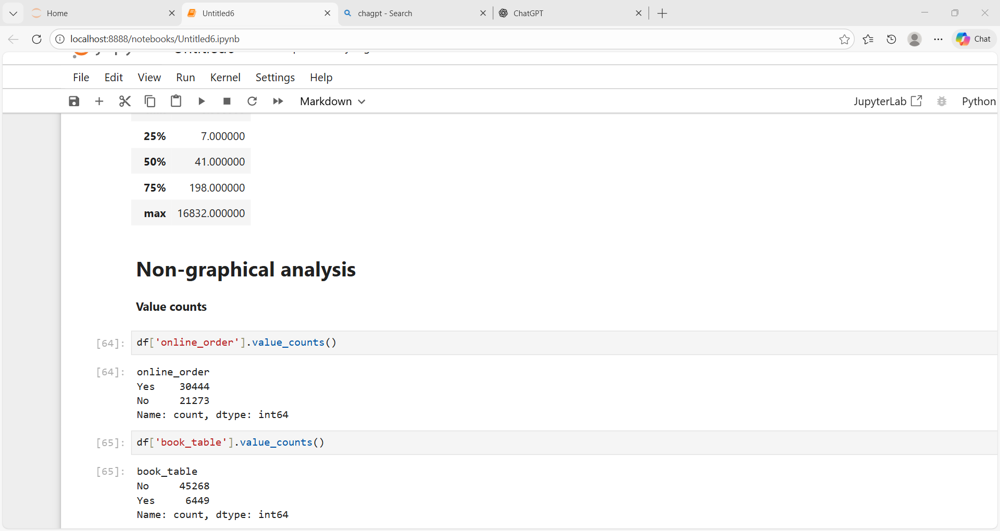 Home
Untitled6
chagpt - Search
ChatGPT
localhost:8888/notebooks/Untitled6.ipynb
Chat
File Edit View Run Kernel Settings Help
Markdown
JupyterLab
Python
25% 7.000000
50% 41.000000
75% 198.000000
max 16832.000000
Non-graphical analysis
Value counts
[64]: df['online_order'].value_counts()
[64]: online_order
Yes 30444
No 21273
Name: count, dtype: int64
[65]: df['book_table'].value_counts()
[65]: book_table
No 45268
Yes 6449
Name: count, dtype: int64